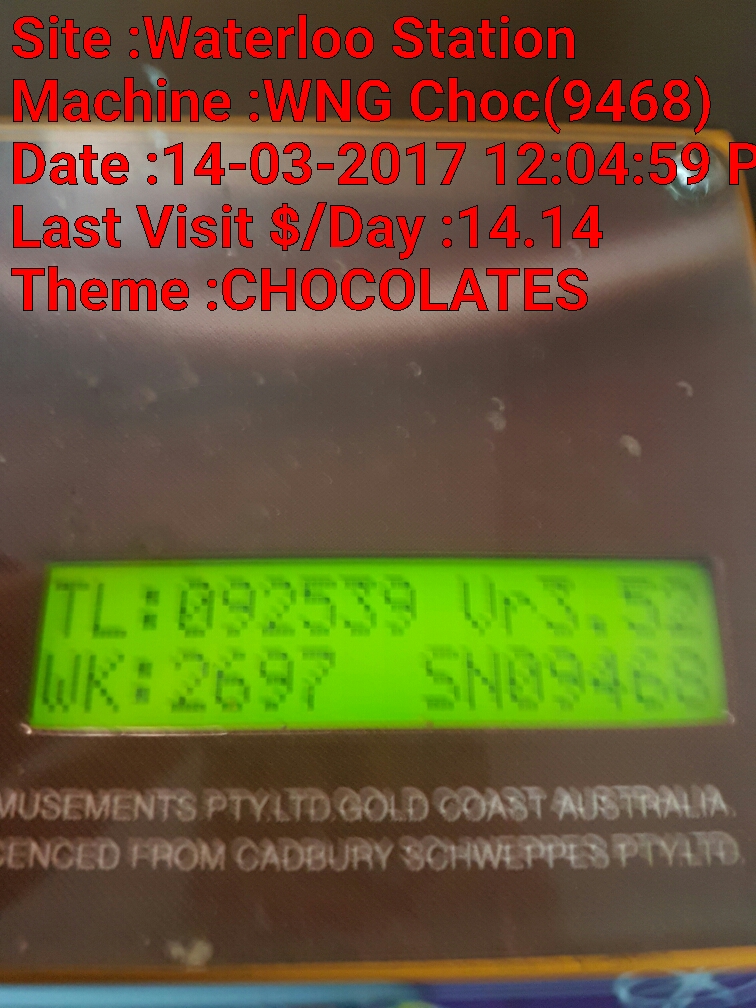 Site :Waterloo Station
Machine :WNG Choc(9468)
Date :14-03-2017 12:04:59 P
Last Visit $/Day :14.14
Theme :CHOCOLATES
TL:092539 Vr3.52
WK:2697 SN09468
MUSEMENTS PTY.LTD.GOLD COAST AUSTRALIA.
CENCED FROM CADBURY SCHWEPPES PTY.LTD.